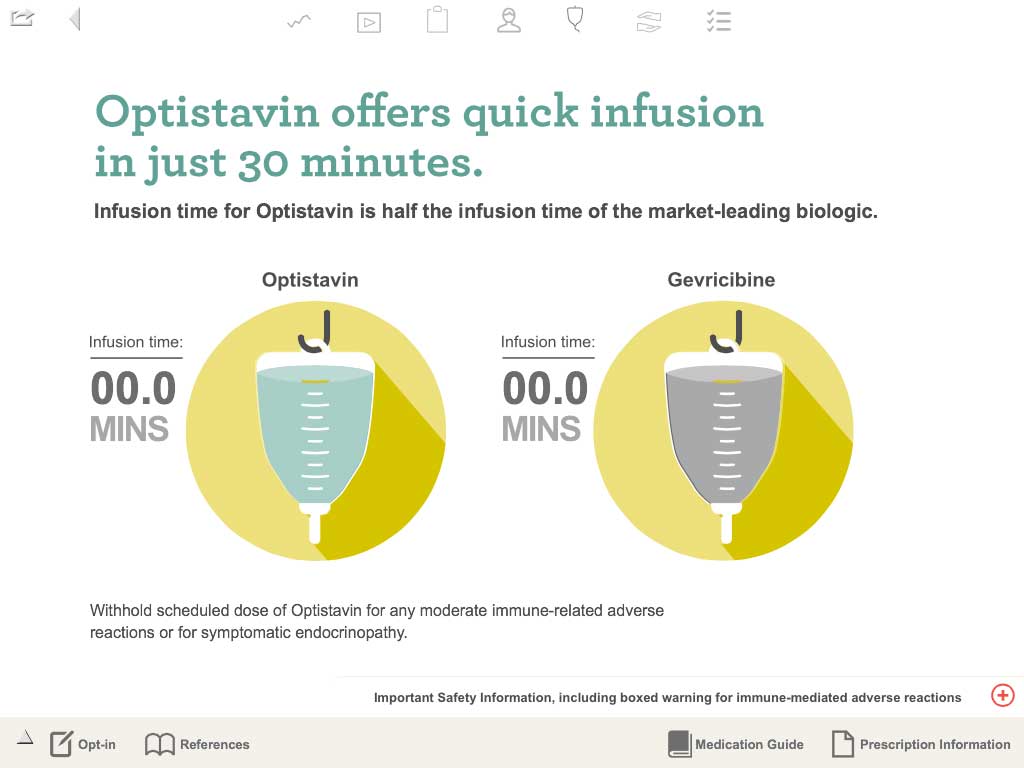 Optistavin offers quick infusion
in just 30 minutes.
Infusion time for Optistavin is half the infusion time of the market-leading biologic.
Optistavin
Infusion time:
00.0
MINS
Gevricibine
Infusion time:
00.0
MINS
Withhold scheduled dose of Optistavin for any moderate immune-related adverse
reactions or for symptomatic endocrinopathy.
Important Safety Information, including boxed warning for immune-mediated adverse reactions
Opt-in
References
Medication Guide
Prescription Information